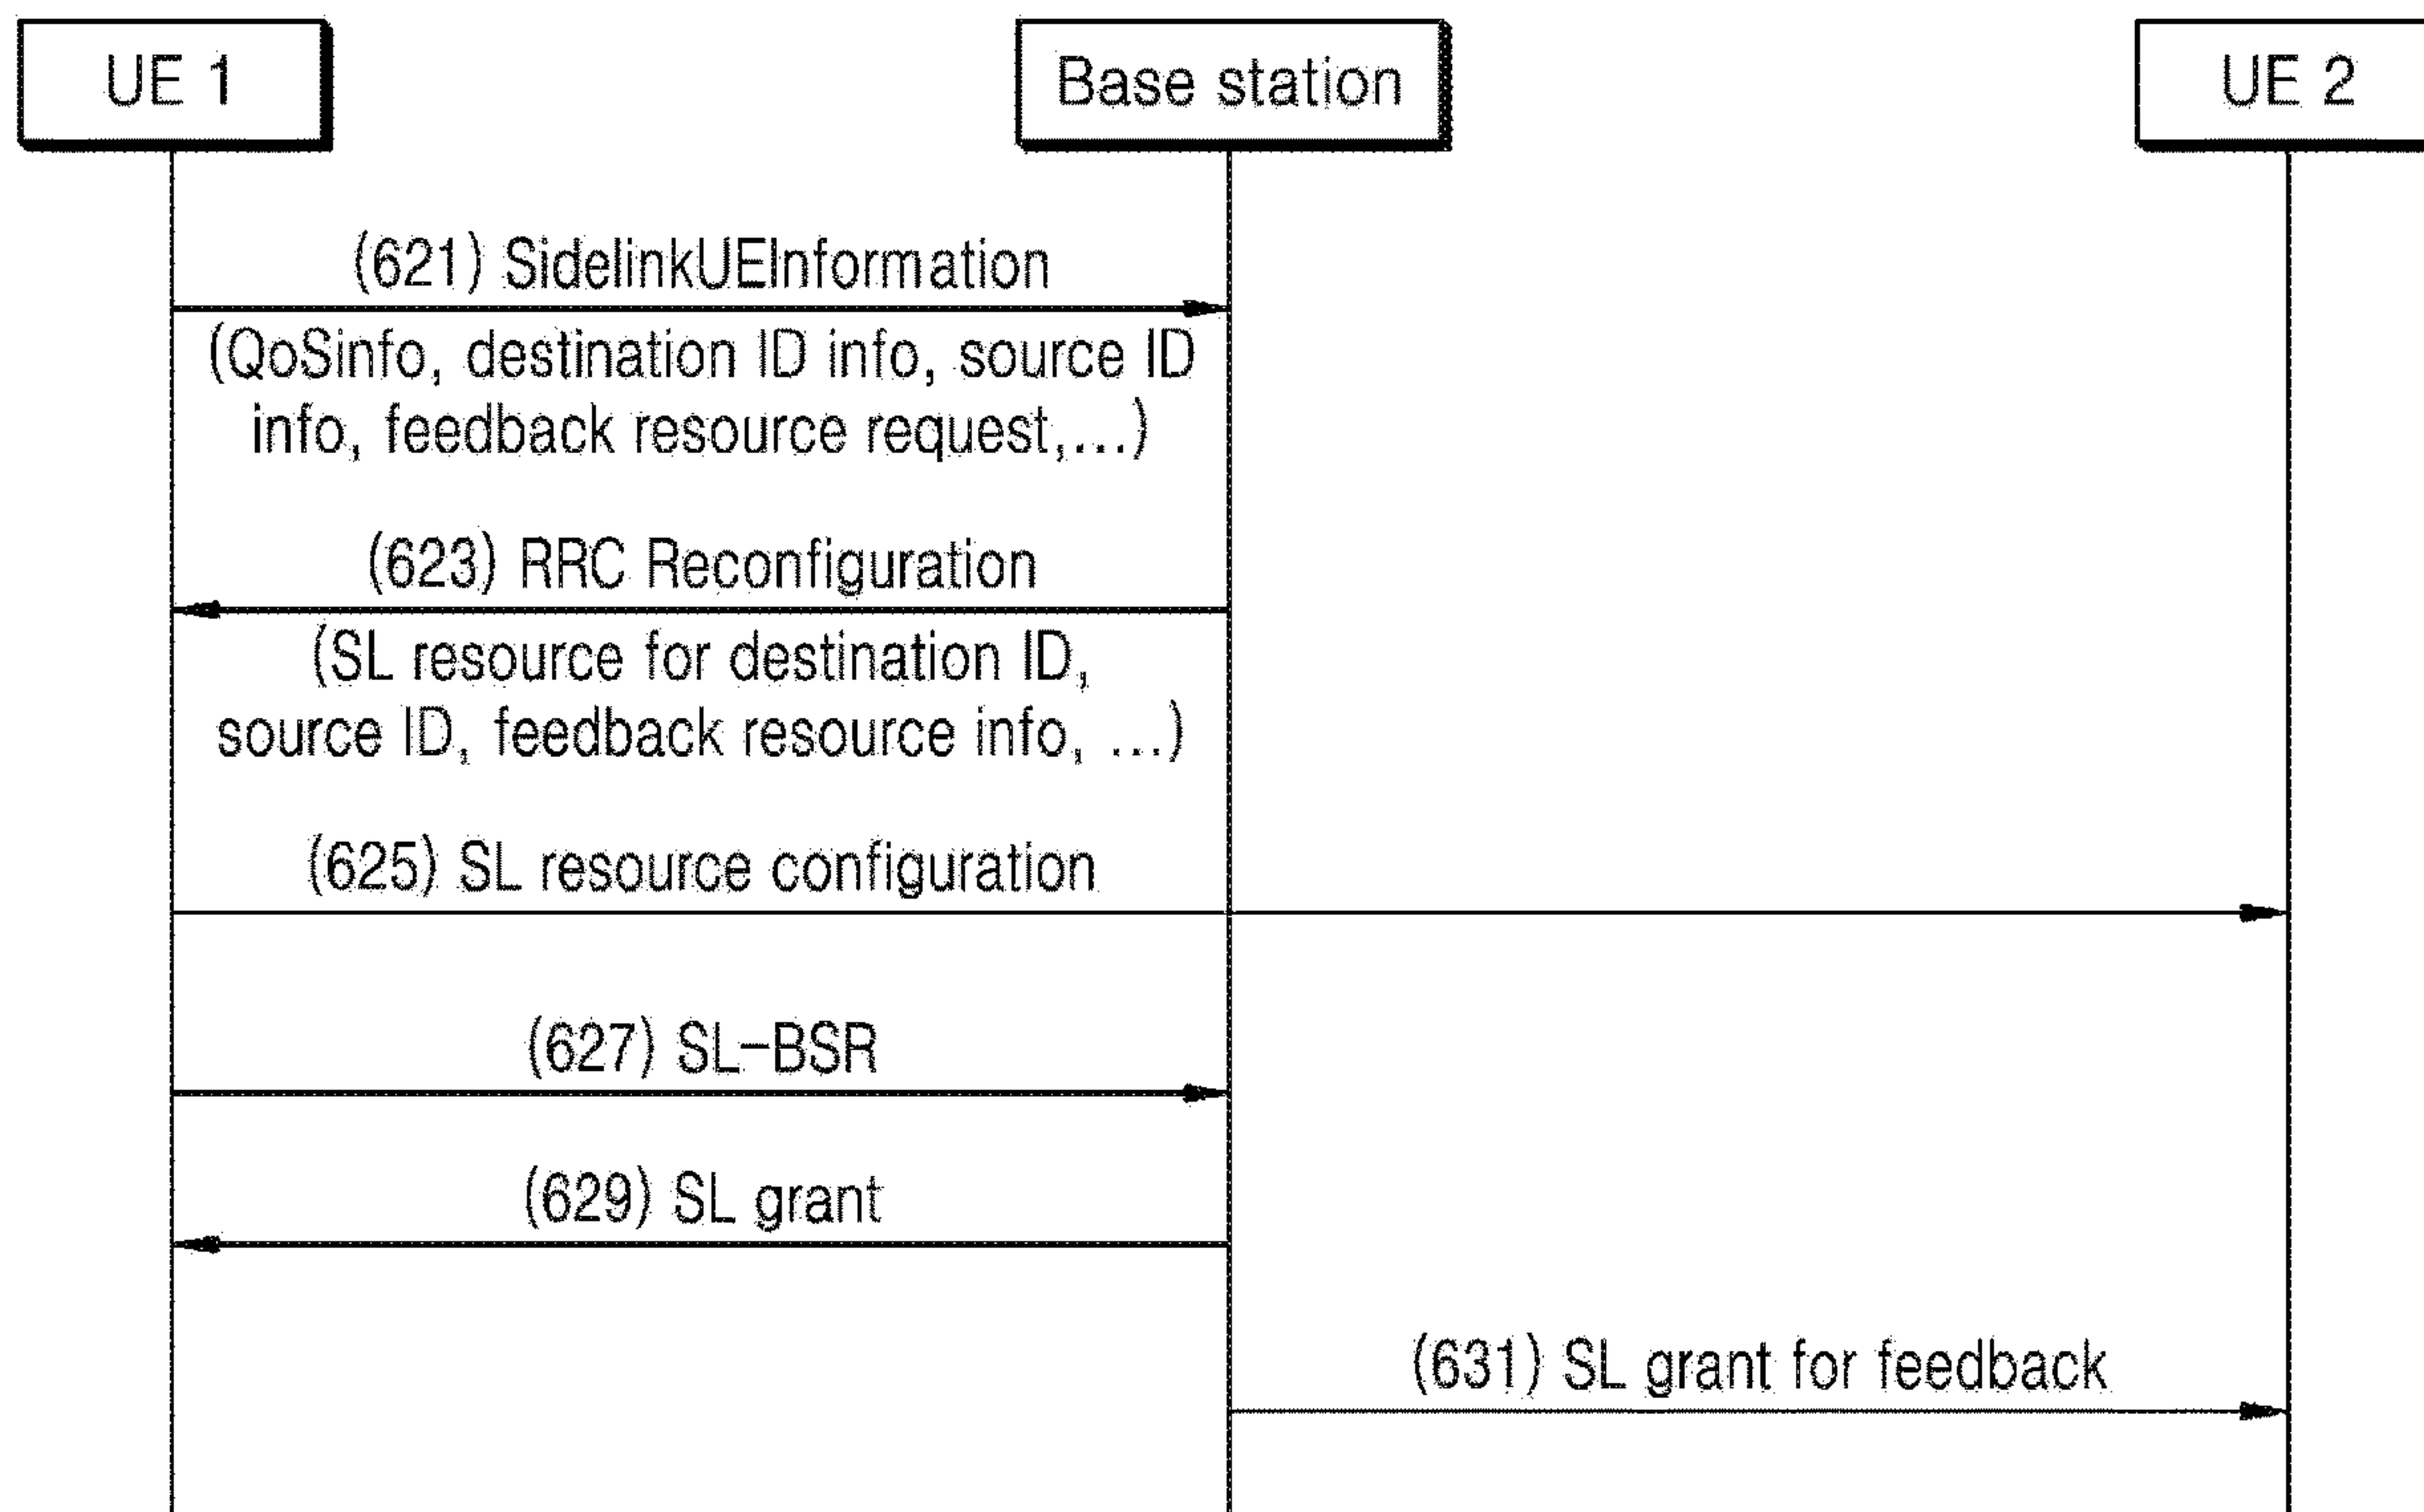 UE 1
Base station
UE 2
(621) SidelinkUEInformation
(QoSinfo, destination ID info, source ID
info, feedback resource request,...)
(623) RRC Reconfiguration
(SL resource for destination ID,
source ID, feedback resource info, ...)
(625) SL resource configuration
(627) SL-BSR
(629) SL grant
(631) SL grant for feedback